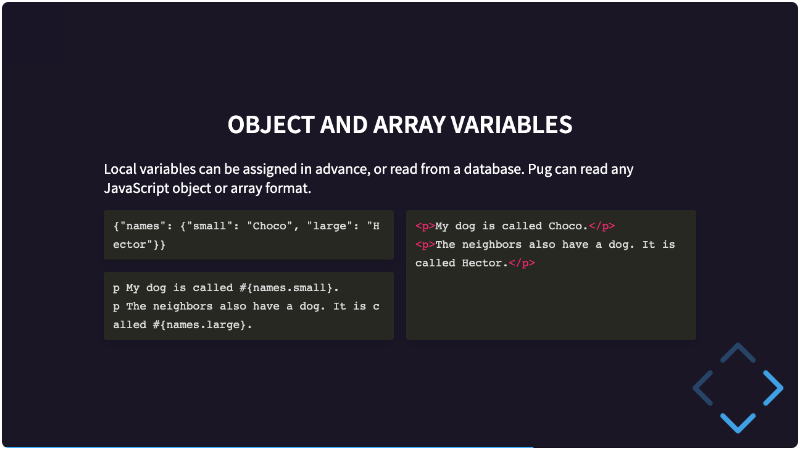 OBJECT AND ARRAY VARIABLES
Local variables can be assigned in advance, or read from a database. Pug can read any
JavaScript object or array format.
{"names": {"small": "Choco", "large": "H
ector"}}
p My dog is called #{names.small}.
p The neighbors also have a dog. It is c
alled #{names.large}.
<p>My dog is called Choco.</p>
<p>The neighbors also have a dog. It is
called Hector.</p>